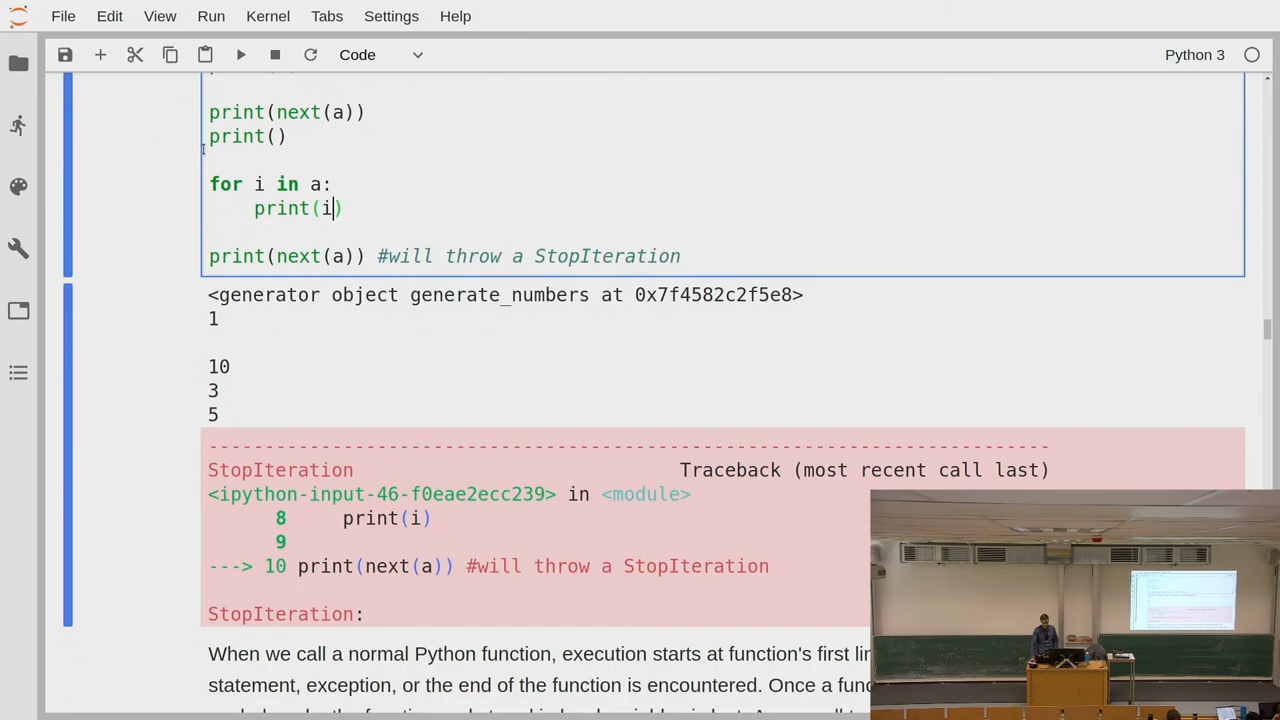 File Edit View Run Kernel Tabs Settings Help
Code
Python 3
print(next(a))
print()
for i in a:
    print(i)
print(next(a)) #will throw a StopIteration
<generator object generate_numbers at 0x7f4582c2f5e8>
1
10
3
5
---------------------------------------------------------------------------
StopIteration                             Traceback (most recent call last)
<ipython-input-46-f0eae2ecc239> in <module>
      8     print(i)
      9
---> 10 print(next(a)) #will throw a StopIteration
StopIteration:
When we call a normal Python function, execution starts at function's first
statement, exception, or the end of the function is encountered. Once a